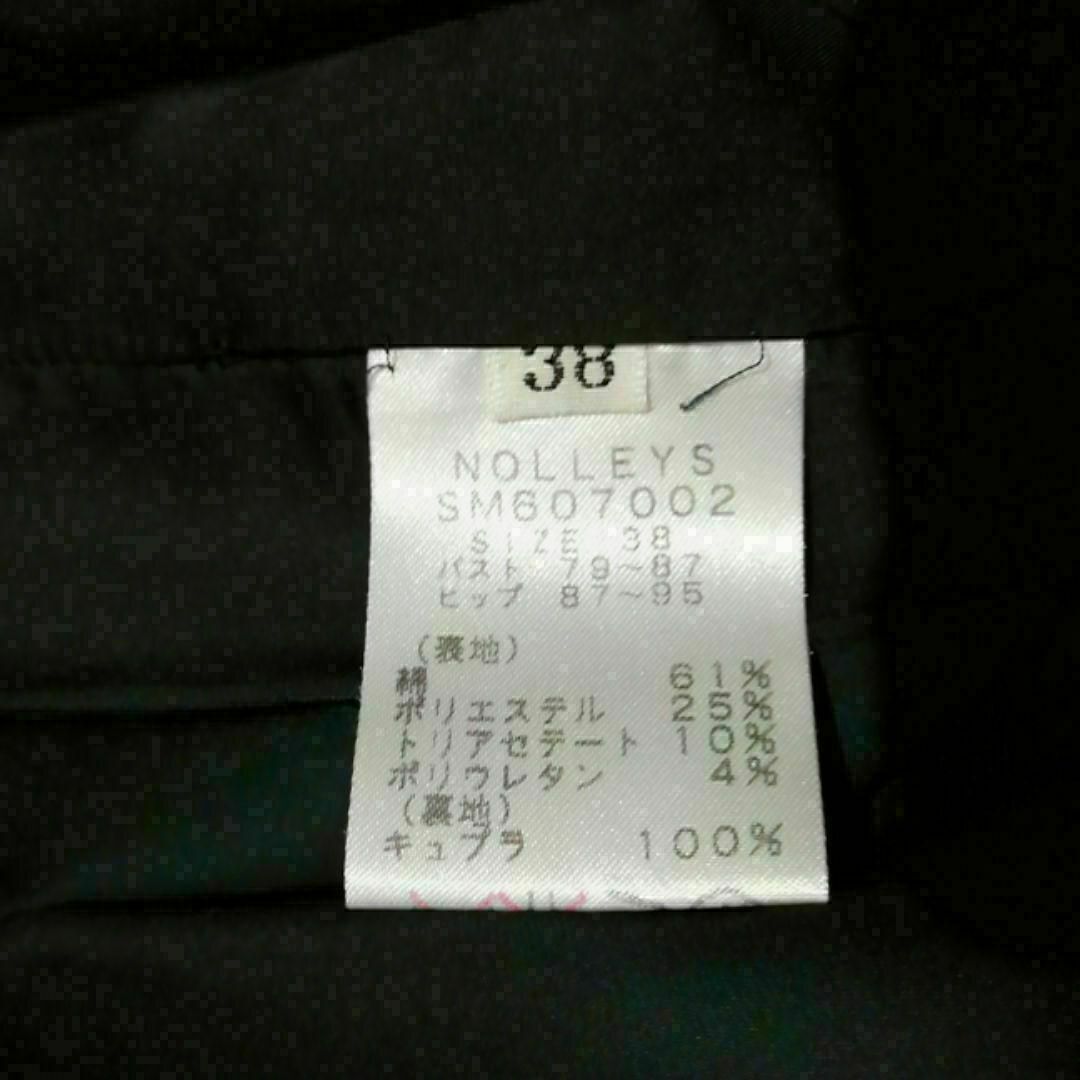 38
NOLLEYS
SM607002
SIZE 38
バスト 79~87
ヒップ 87~95
(表地)
綿 61%
ポリエステル 25%
トリアセテート 10%
ポリウレタン 4%
(裏地)
キュプラ 100%